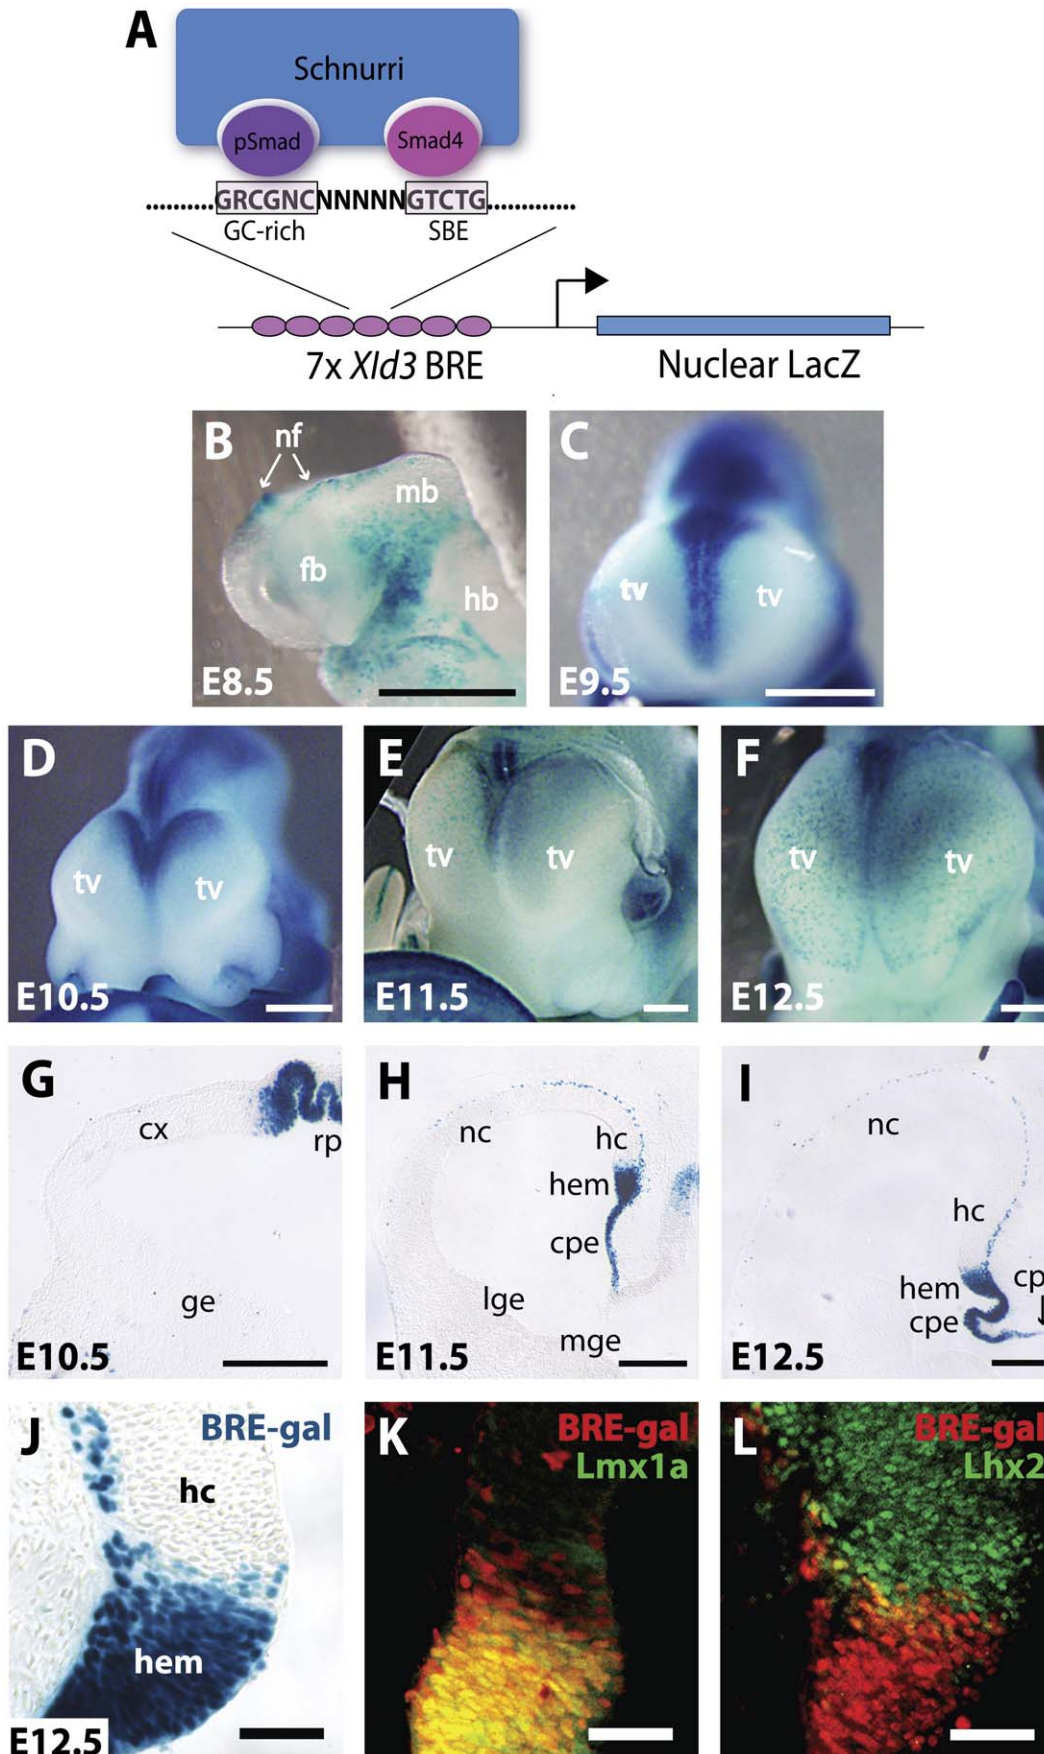 A
Schnurri
pSmad
Smad4
.........GRCGNCNNNNNGTCTG............
GC-rich
SBE
7x XId3 BRE
Nuclear LacZ
B
nf
mb
fb
hb
E8.5
C
tv
tv
E9.5
D
tv
tv
E10.5
E
tv
tv
E11.5
F
tv
tv
E12.5
G
cx
rp
ge
E10.5
H
nc
hc
hem
cpe
lge
mge
E11.5
I
nc
hc
hem
cp
cpe
E12.5
J
BRE-gal
hc
hem
E12.5
K
BRE-gal
Lmx1a
L
BRE-gal
Lhx2